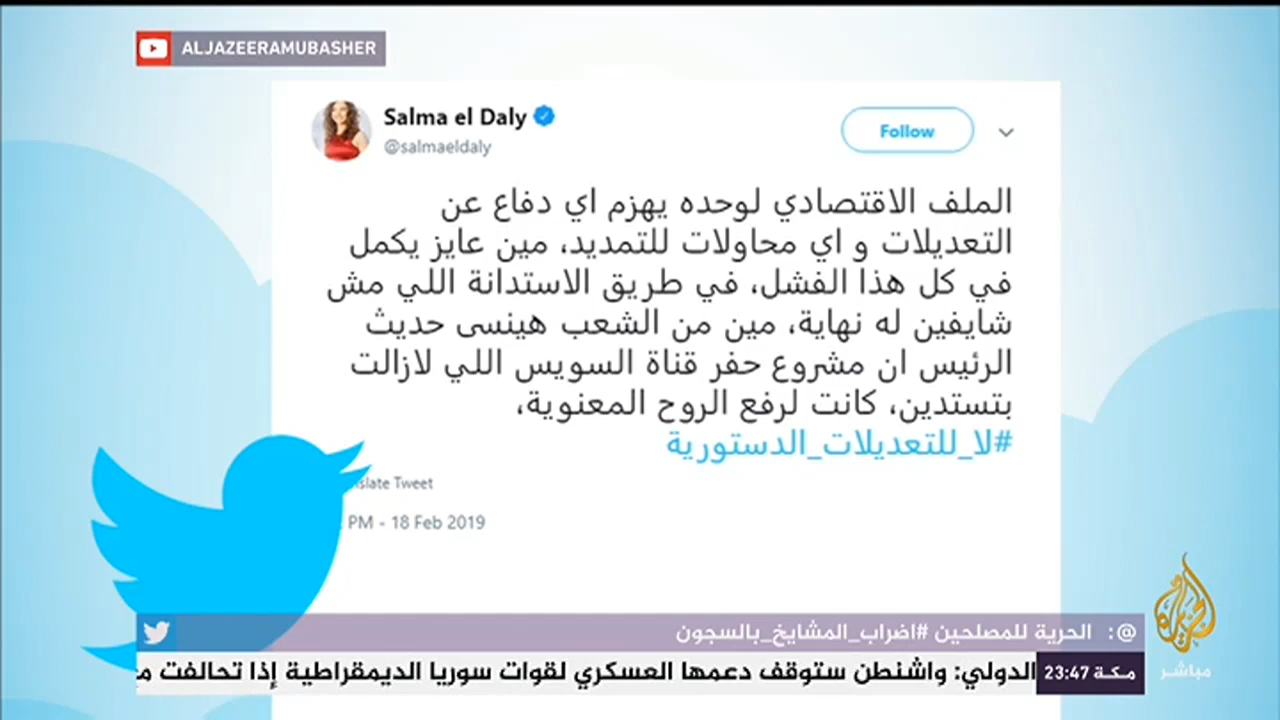 ALJAZEERAMUBASHER
Salma el Daly
@salmaeldaly
Follow
الملف الاقتصادي لوحده يهزم اي دفاع عن
التعديلات و اي محاولات للتمديد، مين عايز يكمل
في كل هذا الفشل، في طريق الاستدانة اللي مش
شايفين له نهاية، مين من الشعب هينسى حديث
الرئيس ان مشروع حفر قناة السويس اللي لازالت
بتستدين، كانت لرفع الروح المعنوية،
#لا_للتعديلات_الدستورية
Tweet
PM - 18 Feb 2019
@: الحرية للمصلحين #اضراب_المشايخ_بالسجون
مكة 23:47
الدولي: واشنطن ستوقف دعمها العسكري لقوات سوريا الديمقراطية إذا تحالفت
الجزيرة
مباشر